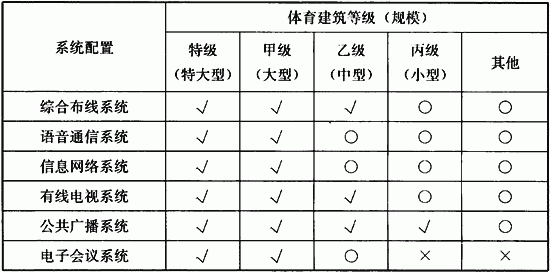 体育建筑等级（规模）
系统配置
特级 甲级 乙级 丙级 其他
（特大型） （大型） （中型） （小型）
综合布线系统 √ √ √ ○ ○
语音通信系统 √ √ ○ ○ ○
信息网络系统 √ √ ○ ○ ○
有线电视系统 √ √ √ ○ ○
公共广播系统 √ √ √ √ ○
电子会议系统 √ √ ○ × ×